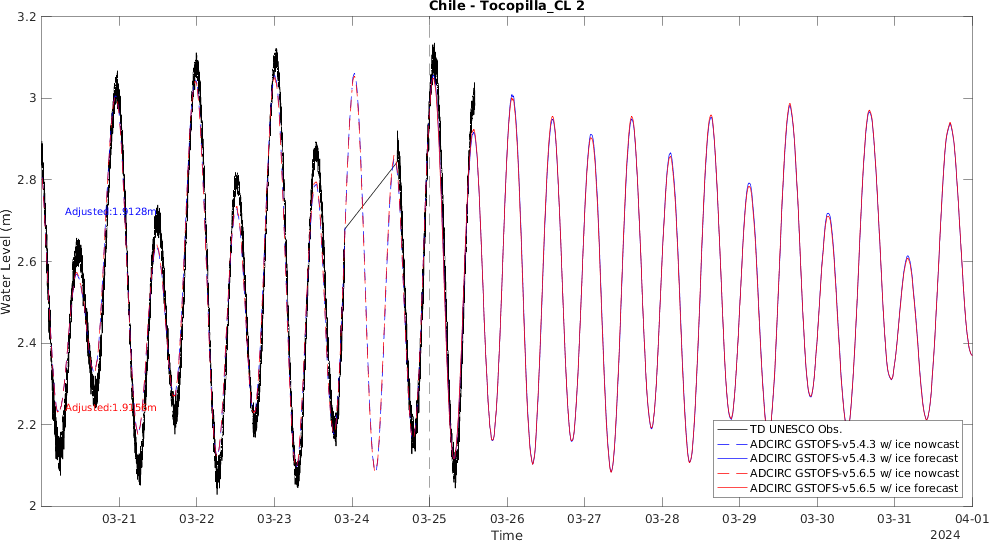 Chile - Tocopilla_CL 2
3.2
3
2.8
2.6
2.4
2.2
2
Water Level (m)
Adjusted:1.9128m
Adjusted:1.9156m
TD UNESCO Obs.
ADCIRC GSTOFS-v5.4.3 w/ ice nowcast
ADCIRC GSTOFS-v5.4.3 w/ ice forecast
ADCIRC GSTOFS-v5.6.5 w/ ice nowcast
ADCIRC GSTOFS-v5.6.5 w/ ice forecast
03-21 03-22 03-23 03-24 03-25 03-26 03-27 03-28 03-29 03-30 03-31 04-01
Time
2024